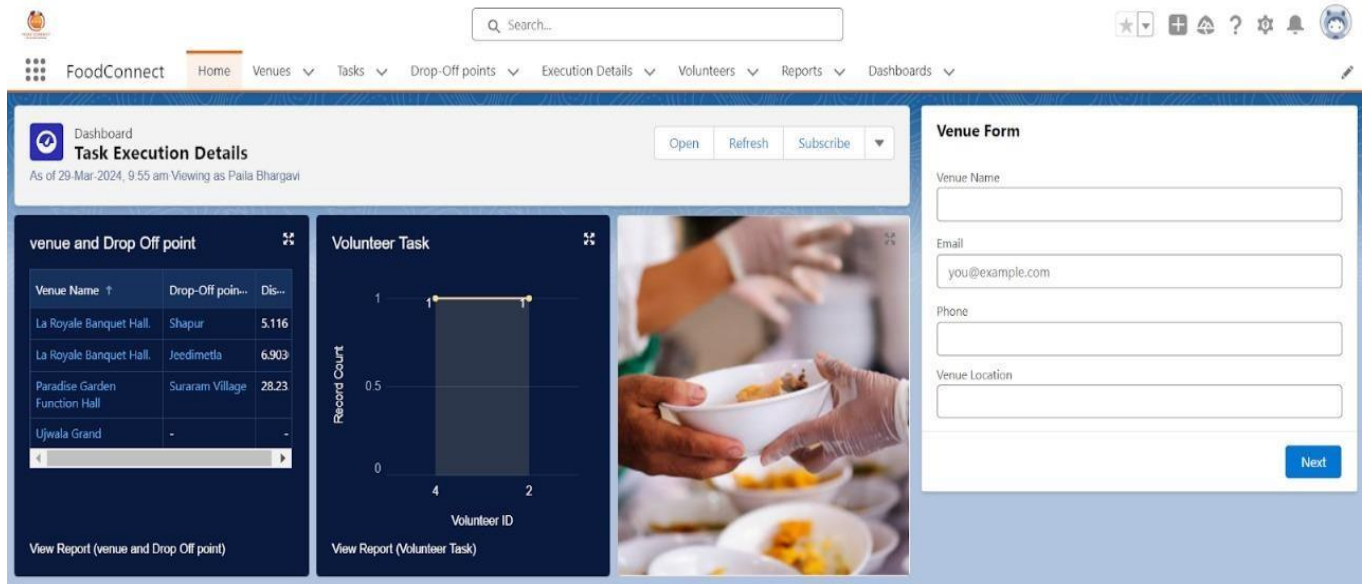 Search...
FoodConnect Home Venues Tasks Drop-Off points Execution Details Volunteers Reports Dashboards
Dashboard
Task Execution Details
As of 29-Mar-2024, 9:55 am Viewing as Paila Bhargavi
Open Refresh Subscribe
venue and Drop Off point
Venue Name ↑ Drop-Off poin... Dis...
La Royale Banquet Hall. Shapur 5.116
La Royale Banquet Hall. Jeedimetla 6.903
Paradise Garden Suraram Village 28.23
Function Hall
Ujwala Grand - -
View Report (venue and Drop Off point)
Volunteer Task
Record Count
1
1 1
0.5
0
4 2
Volunteer ID
View Report (Volunteer Task)
Venue Form
Venue Name
Email
you@example.com
Phone
Venue Location
Next